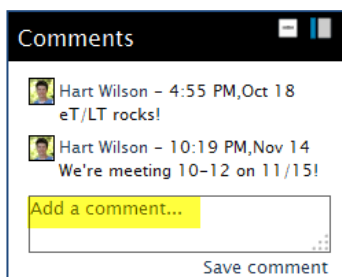 Comments
Hart Wilson - 4:55 PM,Oct 18
eT/LT rocks!
Hart Wilson - 10:19 PM,Nov 14
We're meeting 10-12 on 11/15!
Add a comment...
Save comment